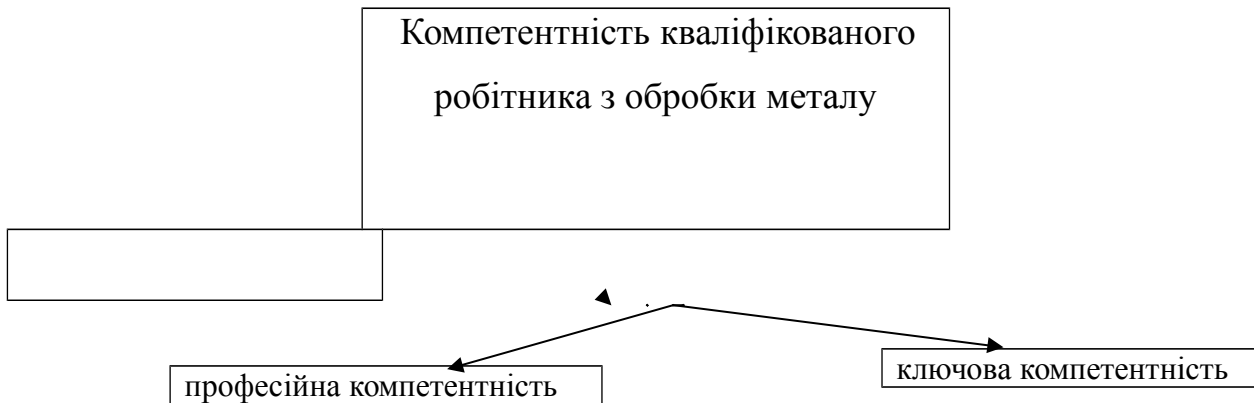 Компетентність кваліфікованого
робітника з обробки металу
професійна компетентність
ключова компетентність